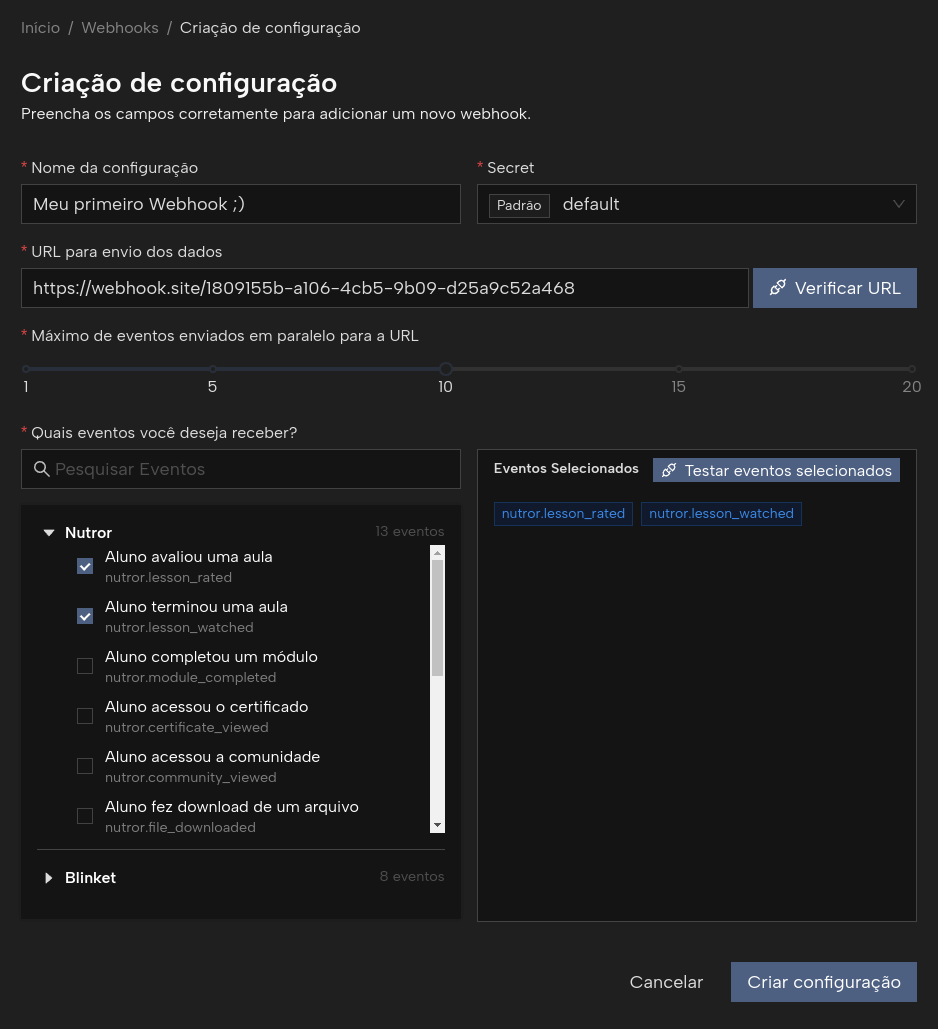 Início / Webhooks / Criação de configuração
Criação de configuração
Preencha os campos corretamente para adicionar um novo webhook.
* Nome da configuração
Meu primeiro Webhook ;)
* Secret
Padrão default
* URL para envio dos dados
https://webhook.site/1809155b-a106-4cb5-9b09-d25a9c52a468
Verificar URL
* Máximo de eventos enviados em paralelo para a URL
1 5 10 15 20
* Quais eventos você deseja receber?
Pesquisar Eventos
Nutror 13 eventos
Aluno avaliou uma aula
nutror.lesson_rated
Aluno terminou uma aula
nutror.lesson_watched
Aluno completou um módulo
nutror.module_completed
Aluno acessou o certificado
nutror.certificate_viewed
Aluno acessou a comunidade
nutror.community_viewed
Aluno fez download de um arquivo
nutror.file_downloaded
Blinket 8 eventos
Eventos Selecionados Testar eventos selecionados
nutror.lesson_rated nutror.lesson_watched
Cancelar Criar configuração